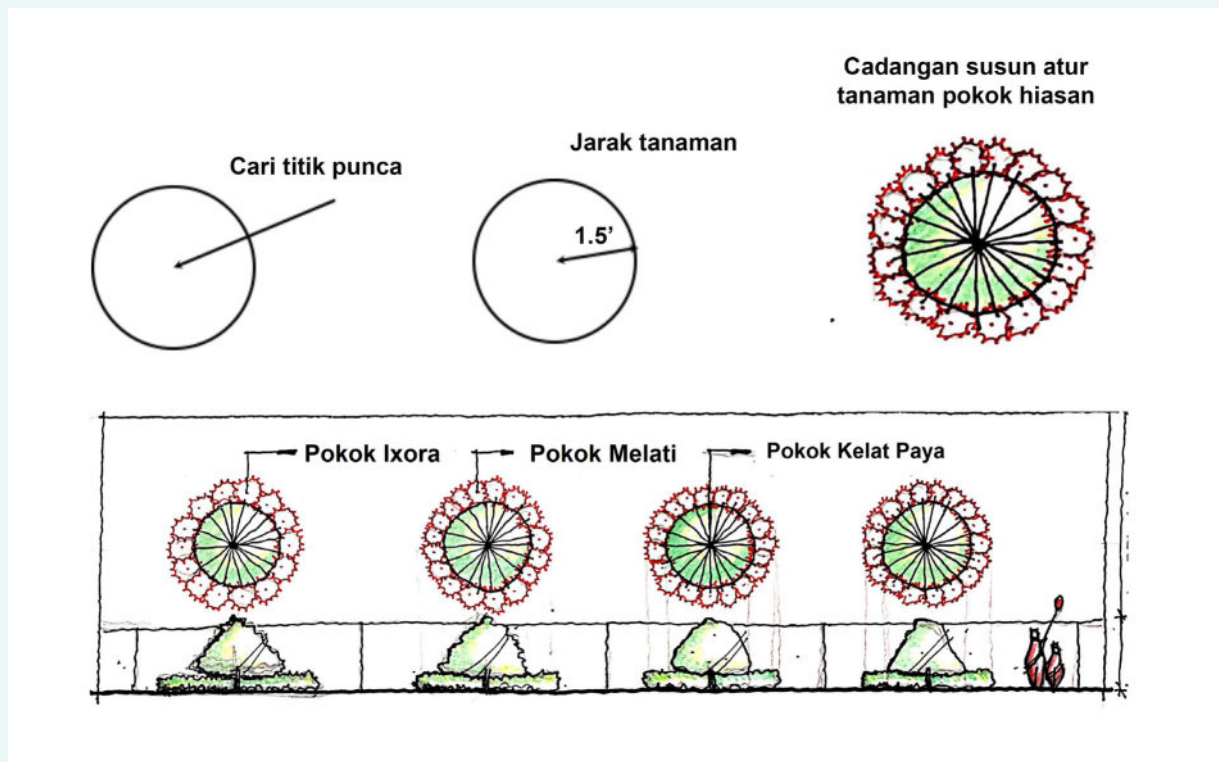 Cadangan susun atur
tanaman pokok hiasan
Jarak tanaman
Cari titik punca
1.5'
Pokok Ixora
Pokok Melati
Pokok Kelat Paya